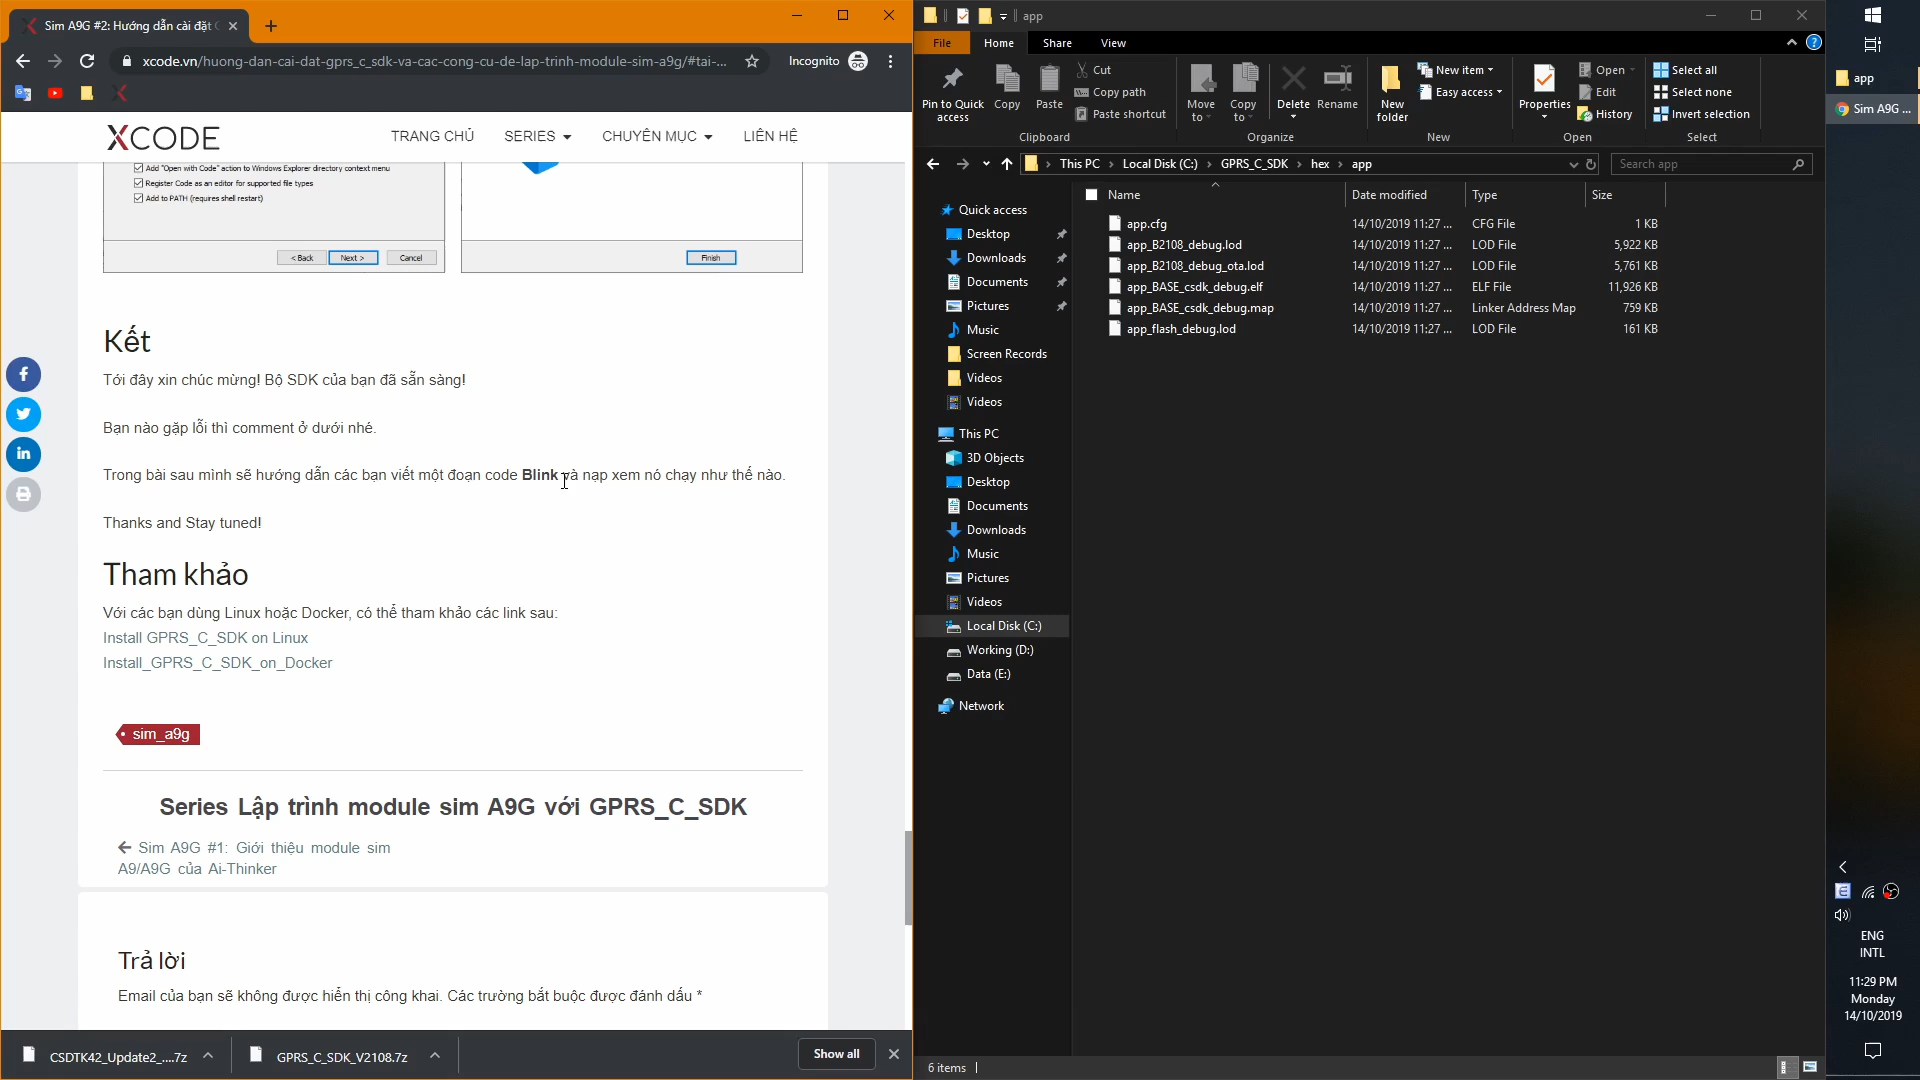 Sim A9G #2: Hướng dẫn cài đặt
xcode.vn/huong-dan-cai-dat-gprs_c_sdk-va-cac-cong-cu-de-lap-trinh-module-sim-a9g/#tai-...
Incognito
XCODE
TRANG CHỦ
SERIES
CHUYÊN MỤC
LIÊN HỆ
Add "Open with Code" action to Windows Explorer directory context menu
Register Code as an editor for supported file types
Add to PATH (requires shell restart)
< Back
Next >
Cancel
Finish
Kết
Tới đây xin chúc mừng! Bộ SDK của bạn đã sẵn sàng!
Bạn nào gặp lỗi thì comment ở dưới nhé.
Trong bài sau mình sẽ hướng dẫn các bạn viết một đoạn code Blink và nạp xem nó chạy như thế nào.
Thanks and Stay tuned!
Tham khảo
Với các bạn dùng Linux hoặc Docker, có thể tham khảo các link sau:
Install GPRS_C_SDK on Linux
Install_GPRS_C_SDK_on_Docker
sim_a9g
Series Lập trình module sim A9G với GPRS_C_SDK
Sim A9G #1: Giới thiệu module sim
A9/A9G của Ai-Thinker
Trả lời
Email của bạn sẽ không được hiển thị công khai. Các trường bắt buộc được đánh dấu *
CSDTK42_Update2_....7z
GPRS_C_SDK_V2108.7z
Show all
app
File
Home
Share
View
Pin to Quick
access
Copy
Paste
Cut
Copy path
Paste shortcut
Clipboard
Move
to
Copy
to
Delete
Rename
Organize
New
folder
New item
Easy access
New
Properties
Open
Edit
History
Open
Select all
Select none
Invert selection
Select
This PC
Local Disk (C:)
GPRS_C_SDK
hex
app
Search app
Name
Date modified
Type
Size
app.cfg 14/10/2019 11:27 ... CFG File 1 KB
app_B2108_debug.lod 14/10/2019 11:27 ... LOD File 5,922 KB
app_B2108_debug_ota.lod 14/10/2019 11:27 ... LOD File 5,761 KB
app_BASE_csdk_debug.elf 14/10/2019 11:27 ... ELF File 11,926 KB
app_BASE_csdk_debug.map 14/10/2019 11:27 ... Linker Address Map 759 KB
app_flash_debug.lod 14/10/2019 11:27 ... LOD File 161 KB
Quick access
Desktop
Downloads
Documents
Pictures
Music
Screen Records
Videos
Videos
This PC
3D Objects
Desktop
Documents
Downloads
Music
Pictures
Videos
Local Disk (C:)
Working (D:)
Data (E:)
Network
6 items
app
Sim A9G ...
ENG
INTL
11:29 PM
Monday
14/10/2019